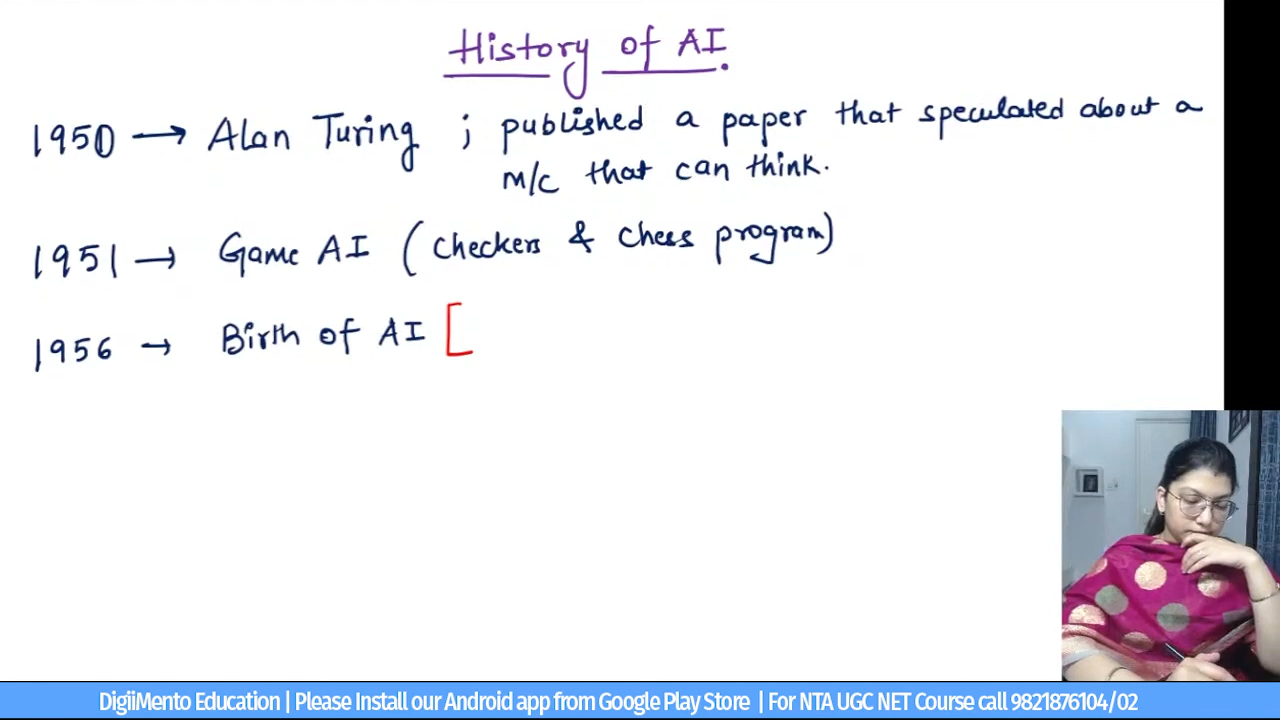 History of AI.
1950 → Alan Turing ; published a paper that speculated about a
m/c that can think.
1951 → Game AI (checkers & chess program)
1956 → Birth of AI [
DigiiMento Education | Please Install our Android app from Google Play Store | For NTA UGC NET Course call 9821876104/02